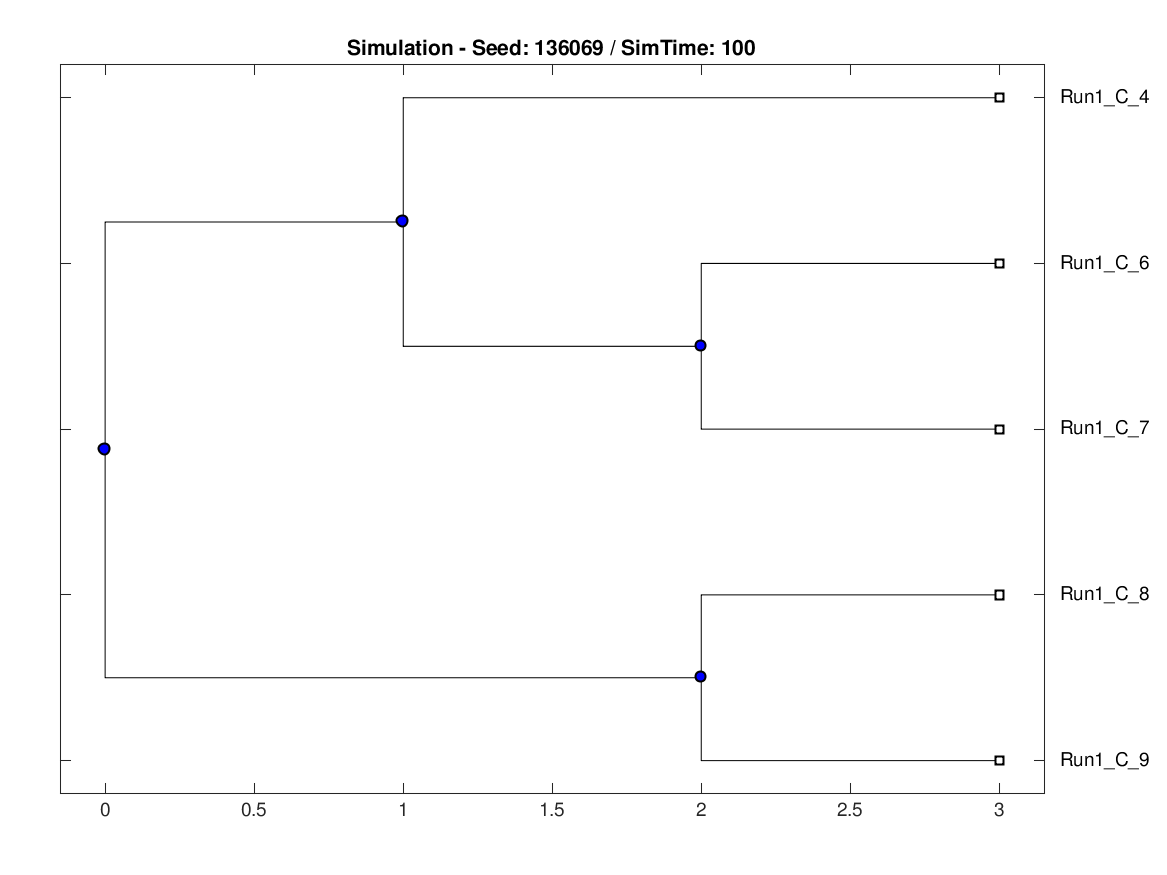 Simulation - Seed: 136069 / SimTime: 100
Run1_C_4
Run1_C_6
Run1_C_7
Run1_C_8
Run1_C_9
0 0.5 1 1.5 2 2.5 3